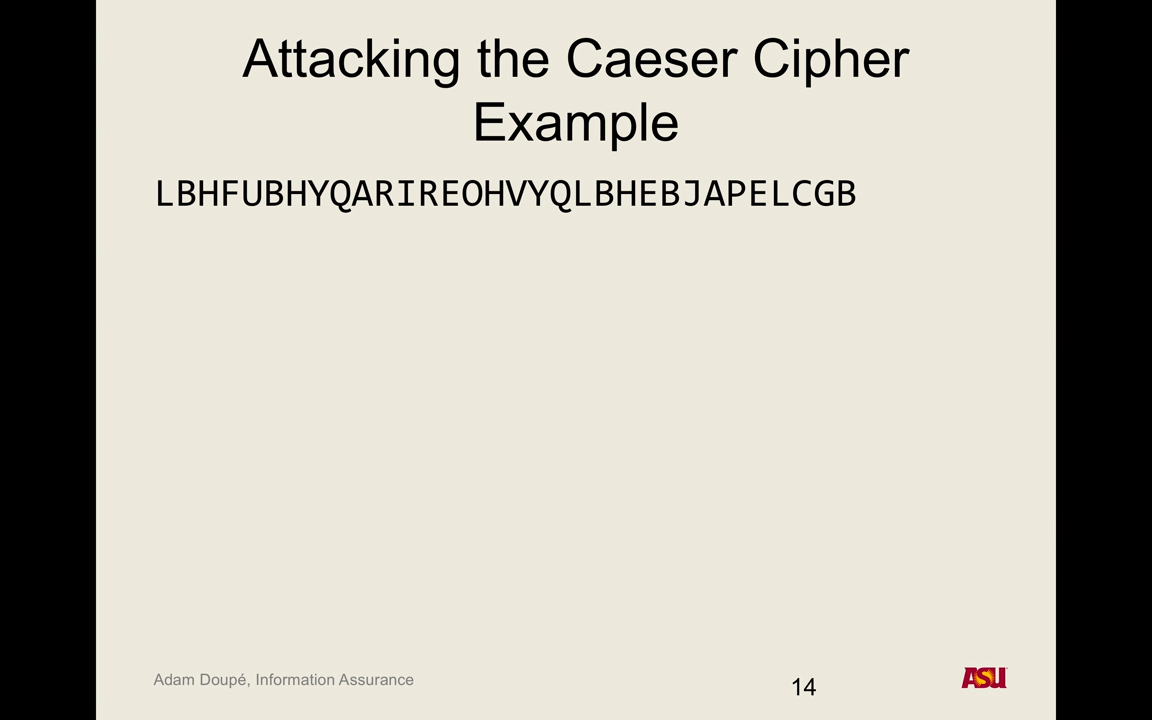 Attacking the Caeser Cipher
Example
LBHFUBHYQARIREOHVYQLBHEBJAPELCGB
Adam Doupé, Information Assurance
14
ASU